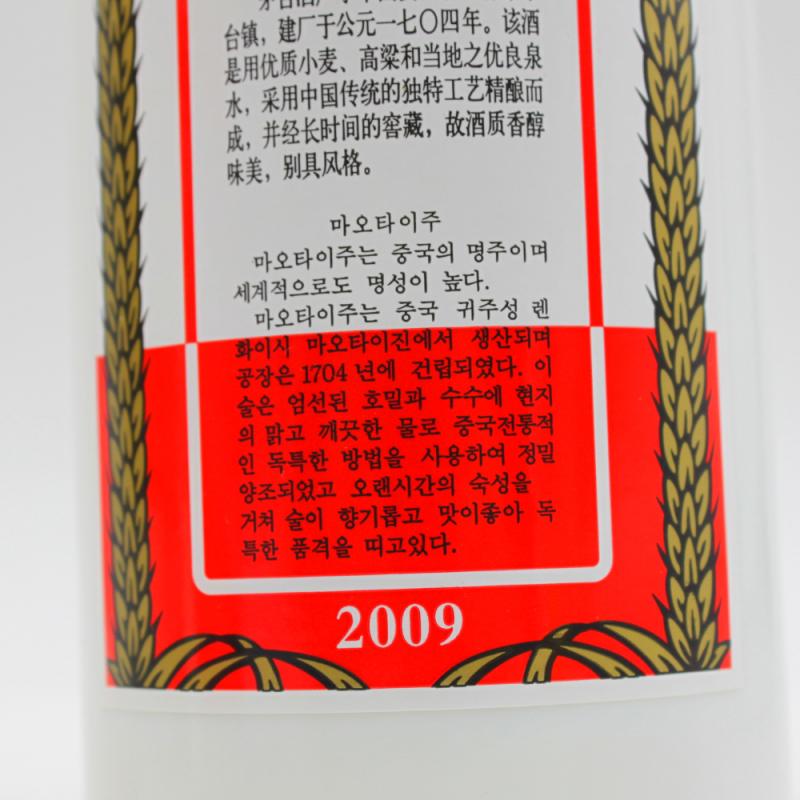 台镇，建厂于公元一七〇四年。该酒
是用优质小麦、高粱和当地之优良泉
水，采用中国传统的独特工艺精酿而
成，并经长时间的窖藏，故酒质香醇
味美，别具风格。
마오타이주
마오타이주는 중국의 명주이며
세계적으로도 명성이 높다.
마오타이주는 중국 귀주성 렌
화이시 마오타이진에서 생산되며
공장은 1704 년에 건립되였다. 이
술은 엄선된 호밀과 수수에 현지
의 맑고 깨끗한 물로 중국전통적
인 독특한 방법을 사용하여 정밀
양조되었고 오랜시간의 숙성을
거쳐 술이 향기롭고 맛이좋아 독
특한 품격을 띠고있다.
2009